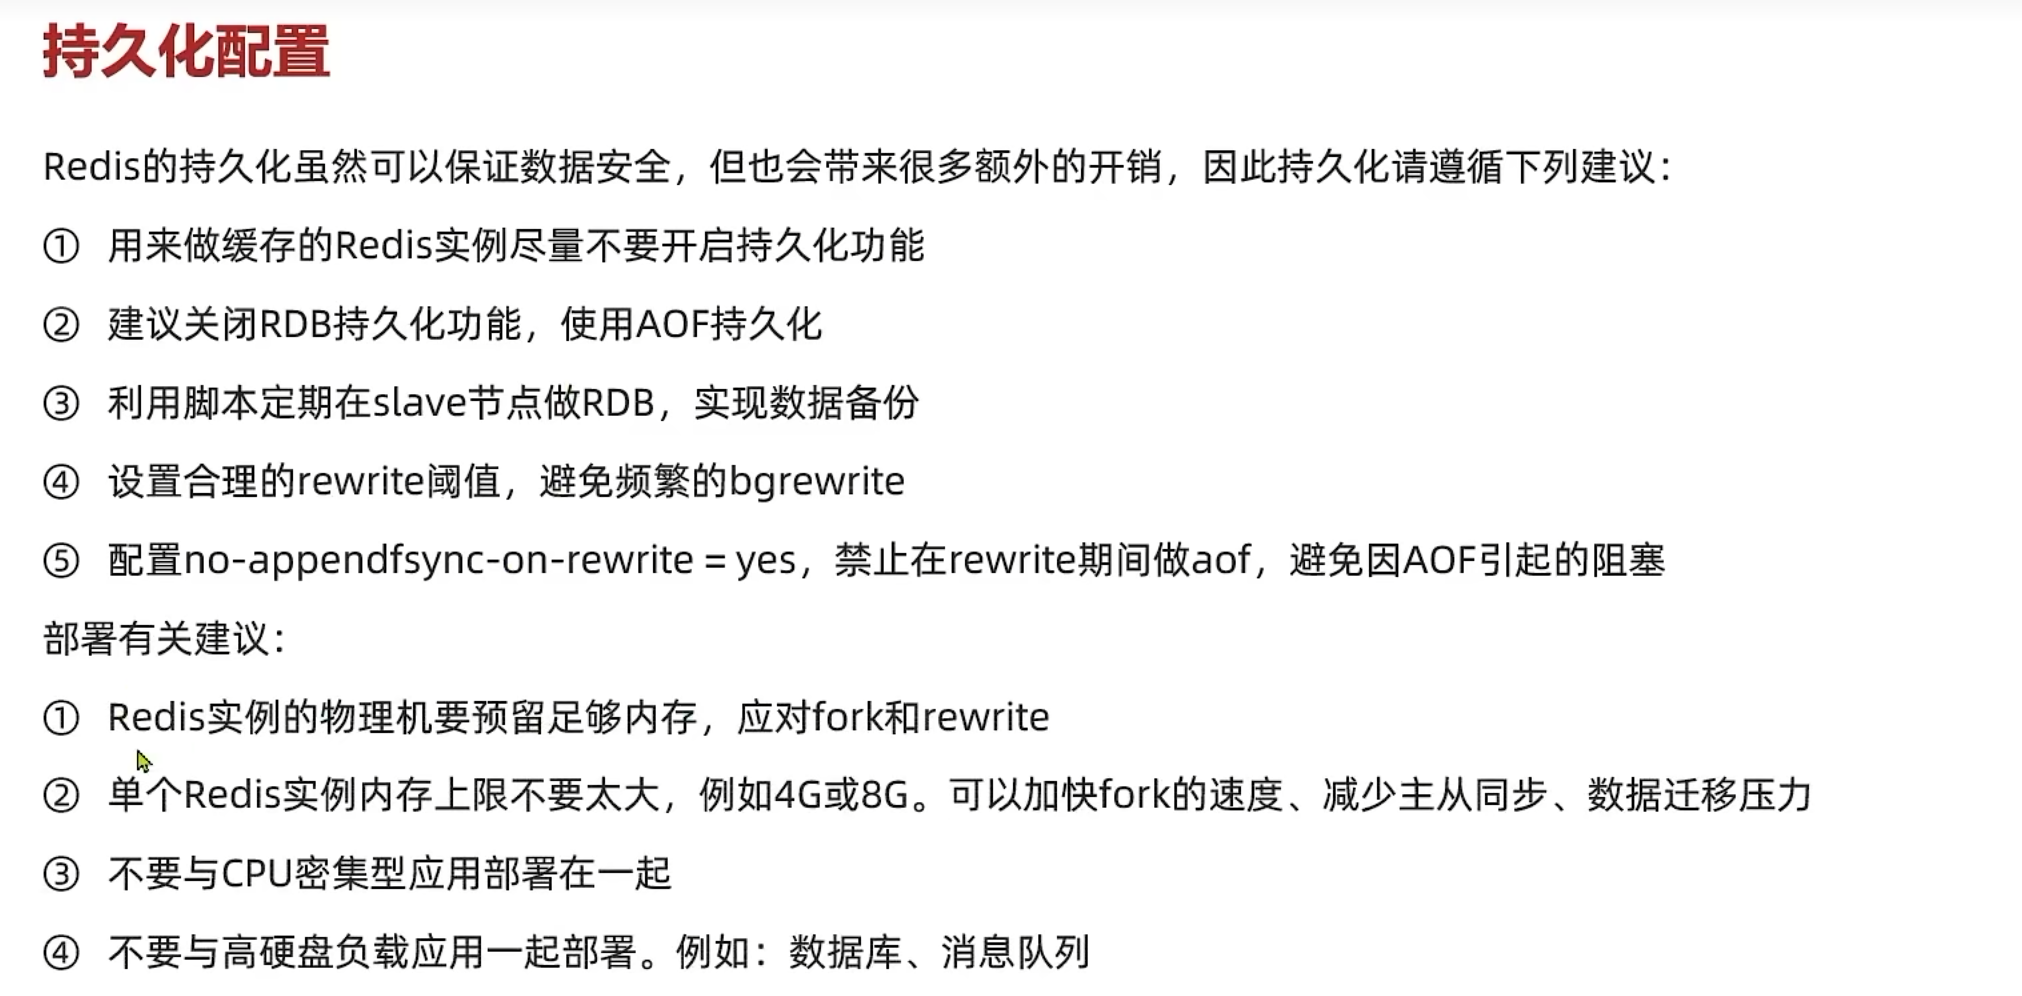 持久化配置
Redis的持久化虽然可以保证数据安全，但也会带来很多额外的开销，因此持久化请遵循下列建议：
① 用来做缓存的Redis实例尽量不要开启持久化功能
② 建议关闭RDB持久化功能，使用AOF持久化
③ 利用脚本定期在slave节点做RDB，实现数据备份
④ 设置合理的rewrite阈值，避免频繁的bgrewrite
⑤ 配置no-appendfsync-on-rewrite = yes，禁止在rewrite期间做aof，避免因AOF引起的阻塞
部署有关建议：
① Redis实例的物理机要预留足够内存，应对fork和rewrite
② 单个Redis实例内存上限不要太大，例如4G或8G。可以加快fork的速度、减少主从同步、数据迁移压力
③ 不要与CPU密集型应用部署在一起
④ 不要与高硬盘负载应用一起部署。例如：数据库、消息队列